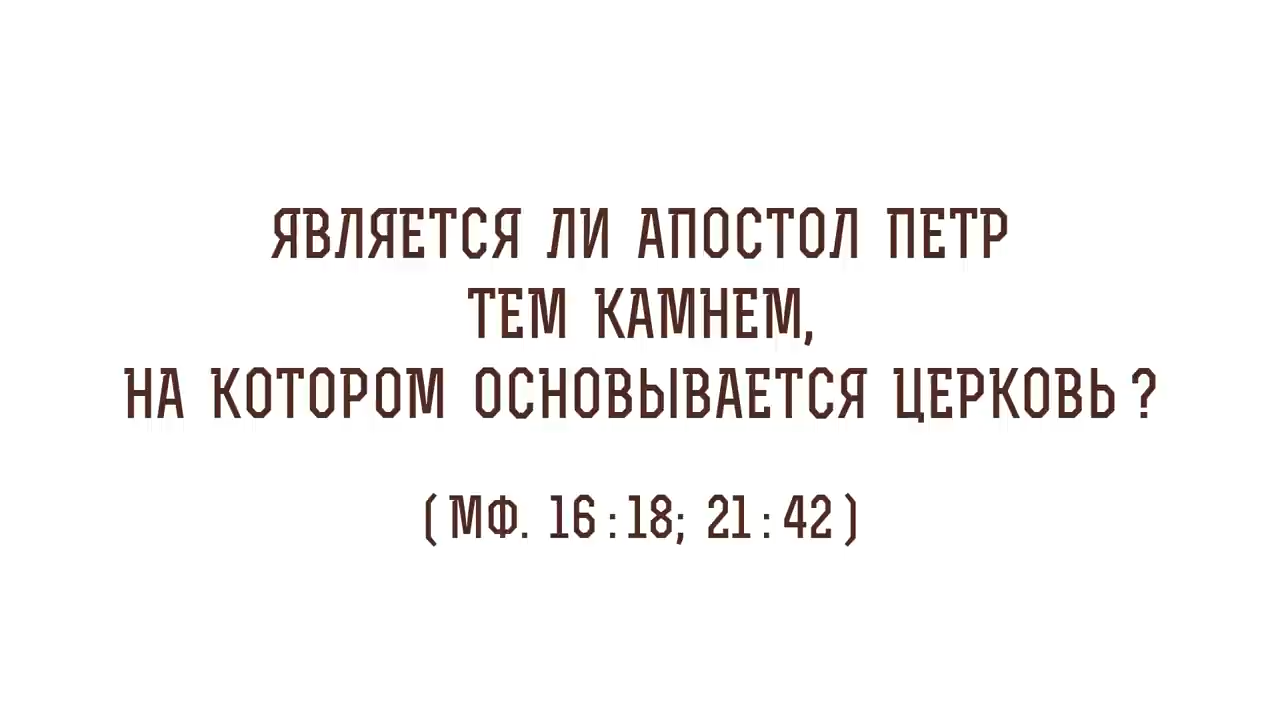 ЯВЛЯЕТСЯ ЛИ АПОСТОЛ ПЕТР
ТЕМ КАМНЕМ,
НА КОТОРОМ ОСНОВЫВАЕТСЯ ЦЕРКОВЬ?
(МФ. 16:18; 21:42)